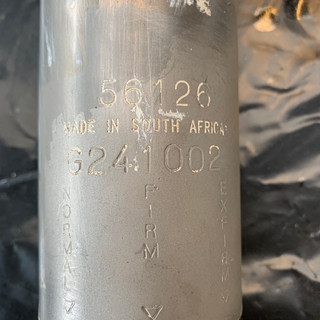 56126
MADE IN SOUTH AFRICA
G241002
NORMAL
FIRM